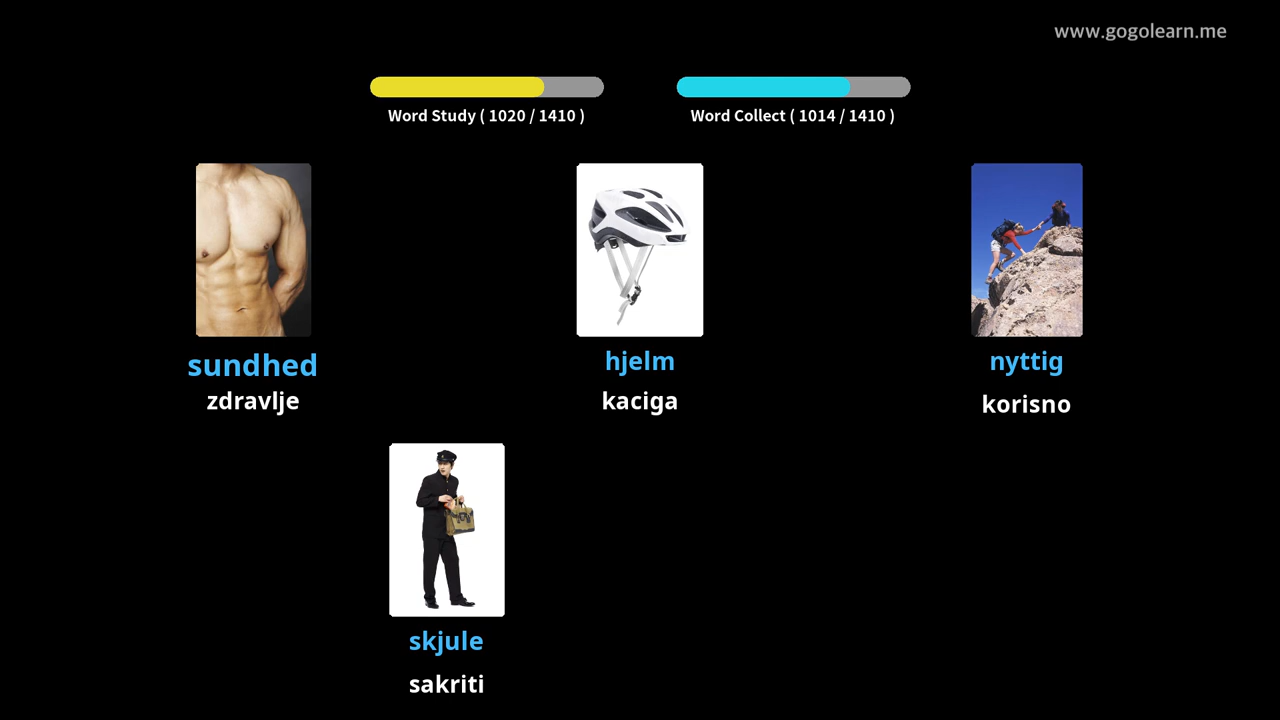 www.gogolearn.me
Word Study ( 1020 / 1410 )
Word Collect ( 1014 / 1410 )
sundhed
zdravlje
hjelm
kaciga
nyttig
korisno
skjule
sakriti